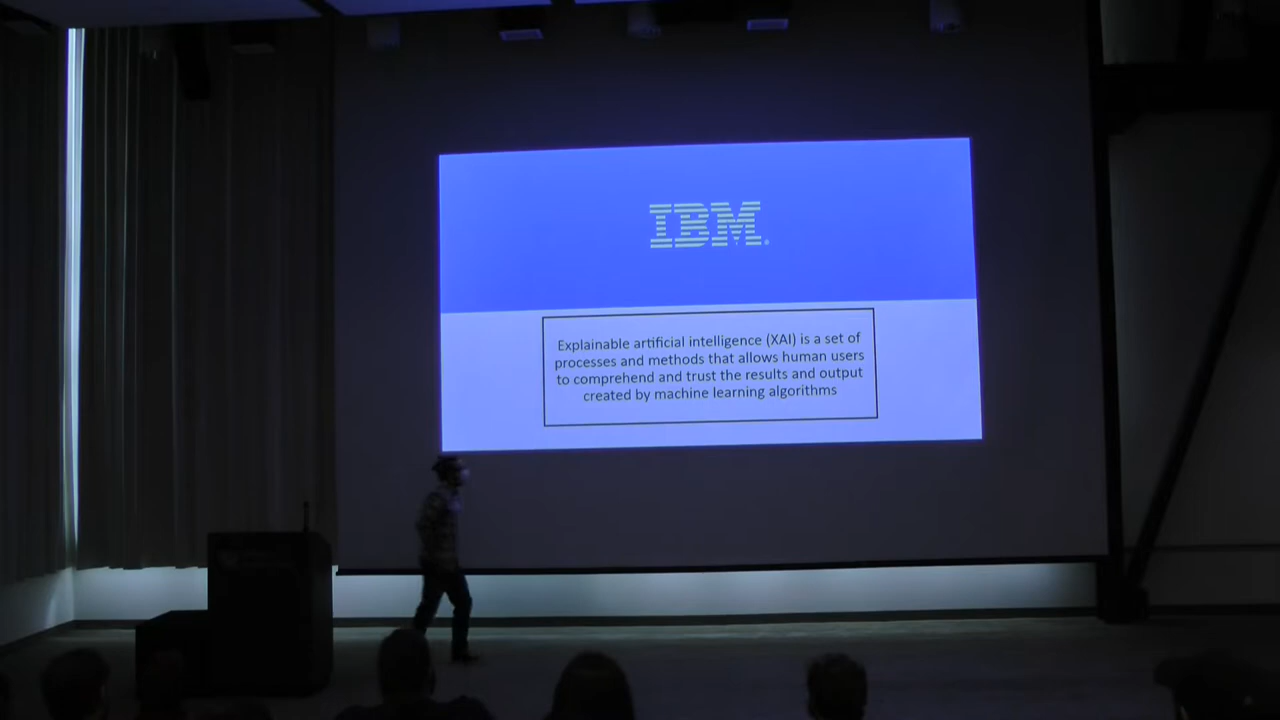 IBM
Explainable artificial intelligence (XAI) is a set of
processes and methods that allows human users
to comprehend and trust the results and output
created by machine learning algorithms